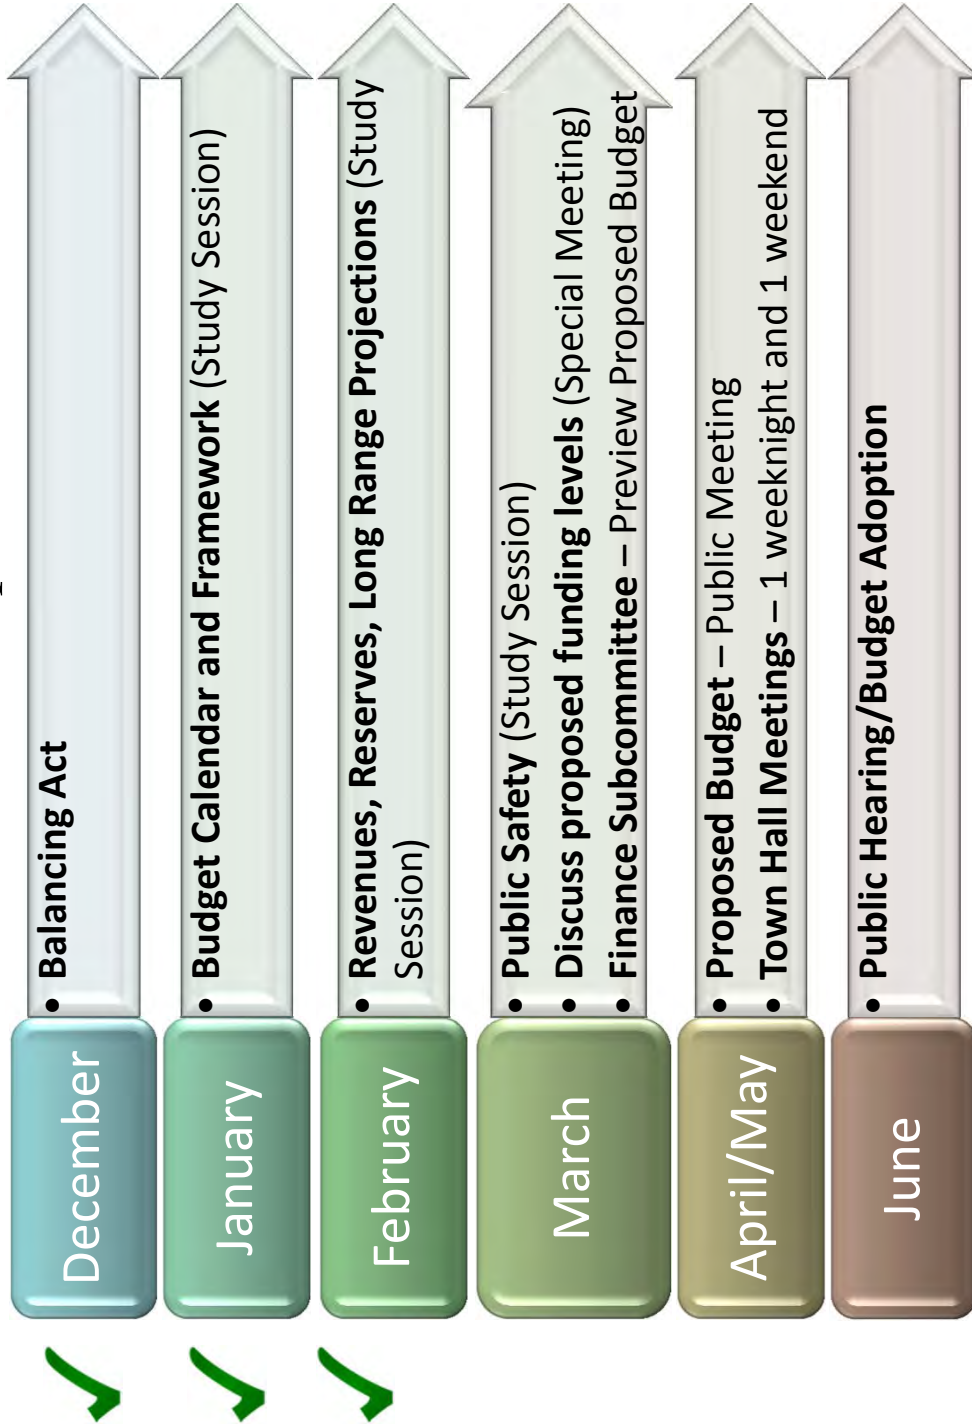 December
• Balancing Act
January
• Budget Calendar and Framework (Study Session)
February
• Revenues, Reserves, Long Range Projections (Study
Session)
March
• Public Safety (Study Session)
• Discuss proposed funding levels (Special Meeting)
• Finance Subcommittee – Preview Proposed Budget
April/May
• Proposed Budget – Public Meeting
• Town Hall Meetings – 1 weeknight and 1 weekend
June
• Public Hearing/Budget Adoption